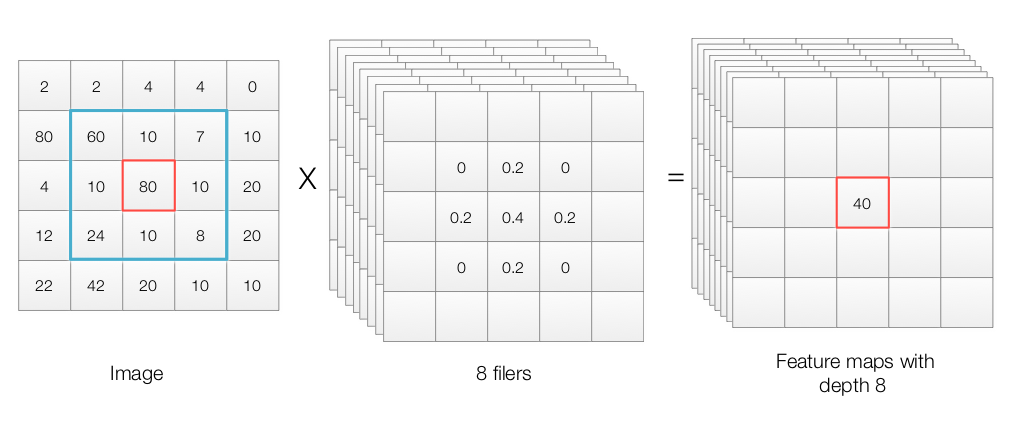 2 2 4 4 0
80 60 10 7 10
4 10 80 10 20
12 24 10 8 20
22 42 20 10 10
Image
X
0 0.2 0
0.2 0.4 0.2
0 0.2 0
8 filers
=
40
Feature maps with
depth 8